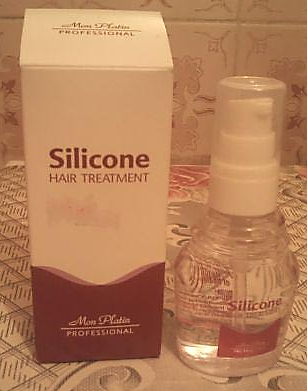 Mon Platin
PROFESSIONAL
Silicone
HAIR TREATMENT
Mon Platin
PROFESSIONAL
Silicone